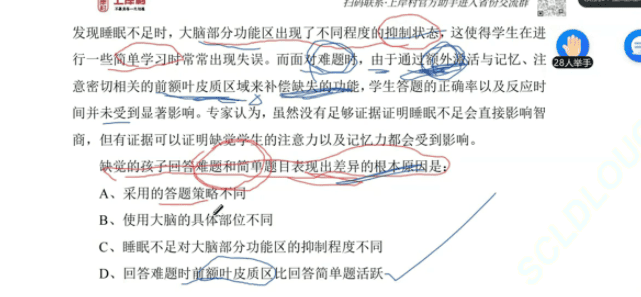 上岸村
扫码联系·上岸村官方助手进入省份交流群
发现睡眠不足时，大脑部分功能区出现了不同程度的抑制状态，这使得学生在进
行一些简单学习时常常出现失误。而面对难题时，由于通过额外激活与记忆、注
28人举手
意密切相关的前额叶皮质区域来补偿缺失的功能，学生答题的正确率以及反应时
间并未受到显著影响。专家认为，虽然没有足够证据证明睡眠不足会直接影响智
商，但有证据可以证明缺觉学生的注意力以及记忆力都会受到影响。
缺觉的孩子回答难题和简单题目表现出差异的根本原因是：
A、采用的答题策略不同
B、使用大脑的具体部位不同
C、睡眠不足对大脑部分功能区的抑制程度不同
D、回答难题时前额叶皮质区比回答简单题活跃